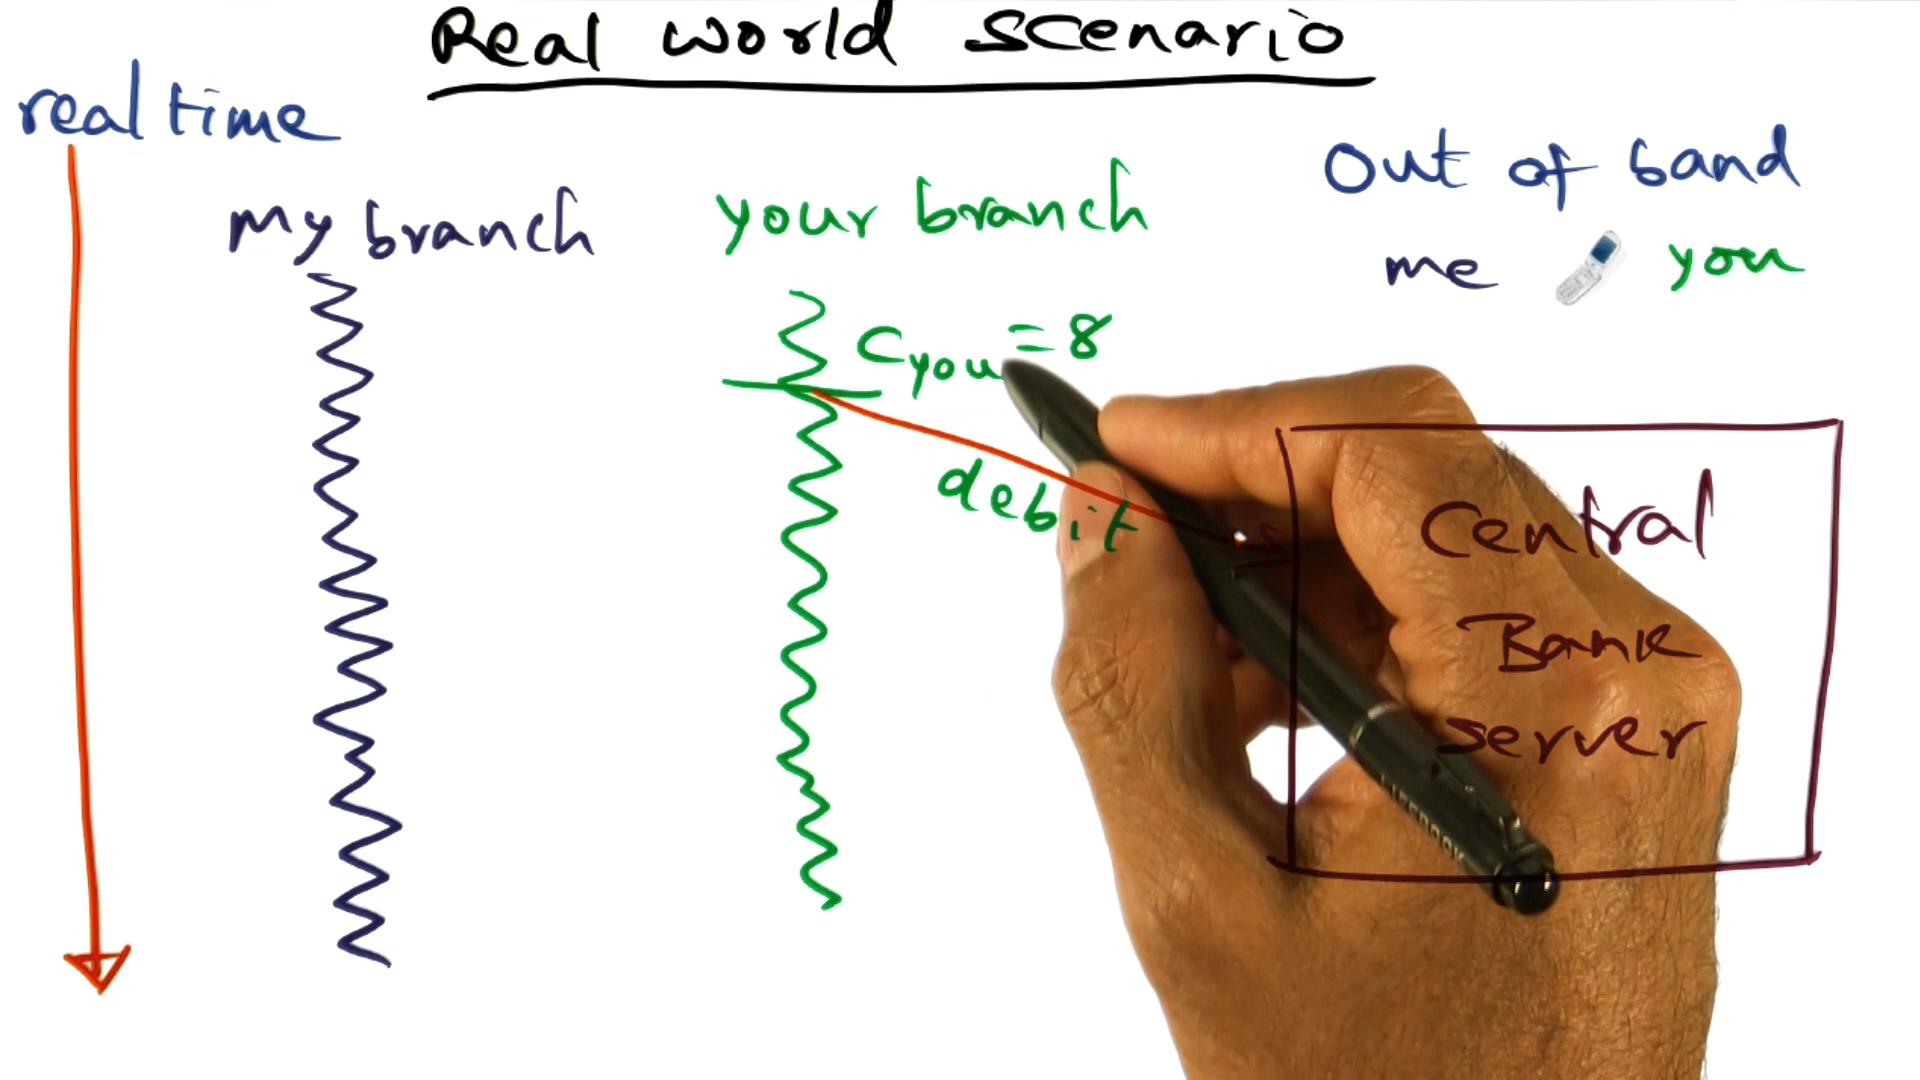 Real world scenario
real time
out of band
my branch
your branch
me
you
Cyou = 8
debit
Central
Bank
server